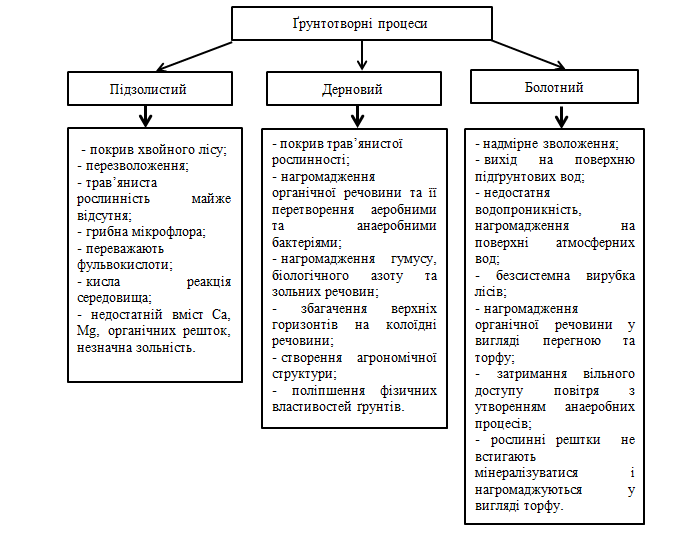 Ґрунтотворні процеси
Підзолистий
Дерновий
Болотний
- покрив хвойного лісу;
- перезволоження;
- трав’яниста
рослинність майже
відсутня;
- грибна мікрофлора;
- переважають
фульвокислоти;
- кисла реакція
середовища;
- недостатній вміст Ca,
Mg, органічних решток,
незначна зольність.
- покрив трав’янистої
рослинності;
- нагромадження
органічної речовини та її
перетворення аеробними
та анаеробними
бактеріями;
- нагромадження гумусу,
біологічного азоту та
зольних речовин;
- збагачення верхніх
горизонтів на колоїдні
речовини;
- створення агрономічної
структури;
- поліпшення фізичних
властивостей ґрунтів.
- надмірне зволоження;
- вихід на поверхню
підґрунтових вод;
- недостатня
водопроникність,
нагромадження на
поверхні атмосферних
вод;
- безсистемна вирубка
лісів;
- нагромадження
органічної речовини у
вигляді перегною та
торфу;
- затримання вільного
доступу повітря з
утворенням анаеробних
процесів;
- рослинні рештки не
встигають
мінералізуватися і
нагромаджуються у
вигляді торфу.